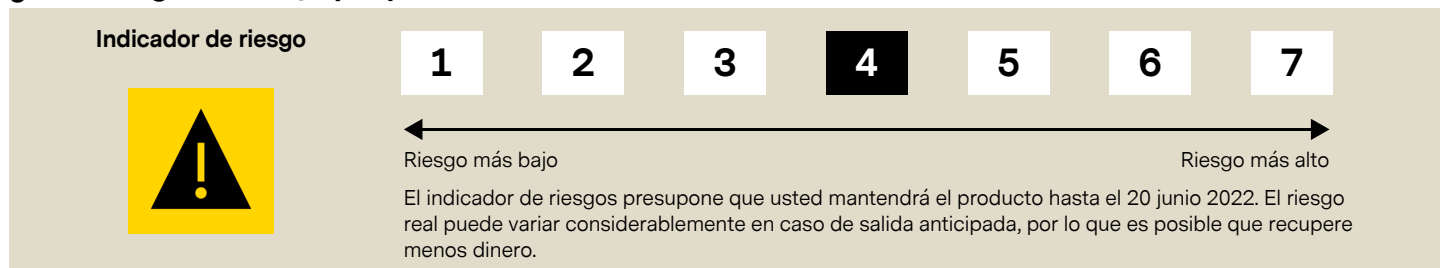 Indicador de riesgo
1 2 3 4 5 6 7
Riesgo más bajo Riesgo más alto
El indicador de riesgos presupone que usted mantendrá el producto hasta el 20 junio 2022. El riesgo
real puede variar considerablemente en caso de salida anticipada, por lo que es posible que recupere
menos dinero.